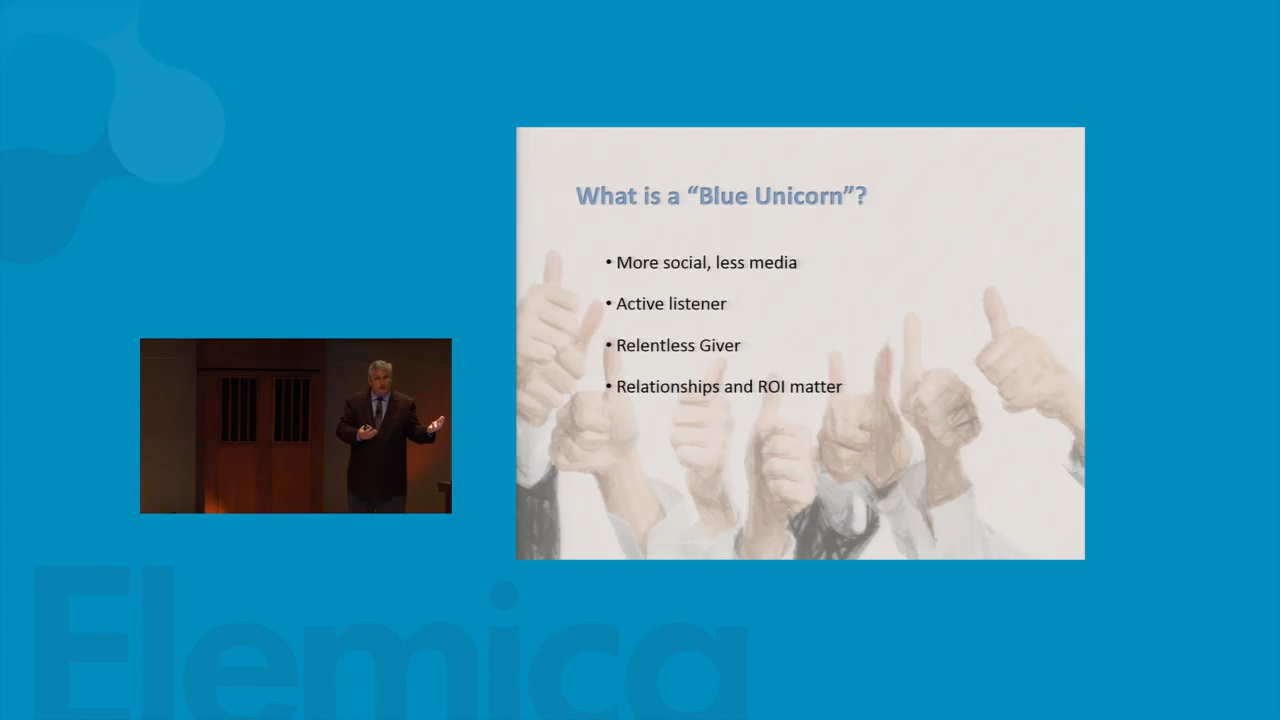 What is a “Blue Unicorn”?
• More social, less media
• Active listener
• Relentless Giver
• Relationships and ROI matter
Elemica